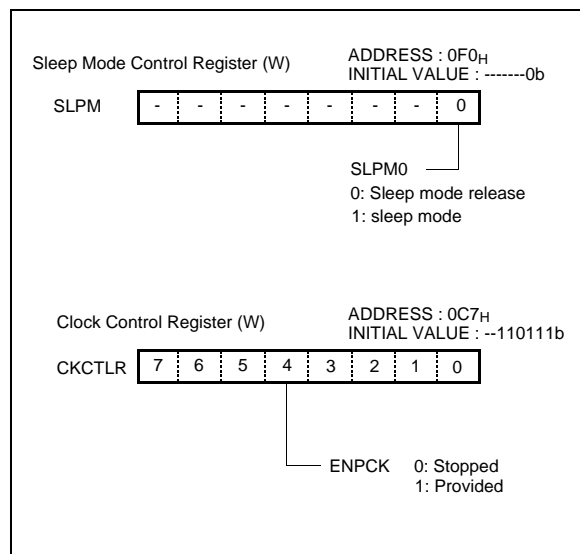 Sleep Mode Control Register (W)
ADDRESS : 0F0H
INITIAL VALUE : -------0b
SLPM - - - - - - - 0
SLPM0
0: Sleep mode release
1: sleep mode
Clock Control Register (W)
ADDRESS : 0C7H
INITIAL VALUE : --110111b
CKCTLR 7 6 5 4 3 2 1 0
ENPCK 0: Stopped
1: Provided